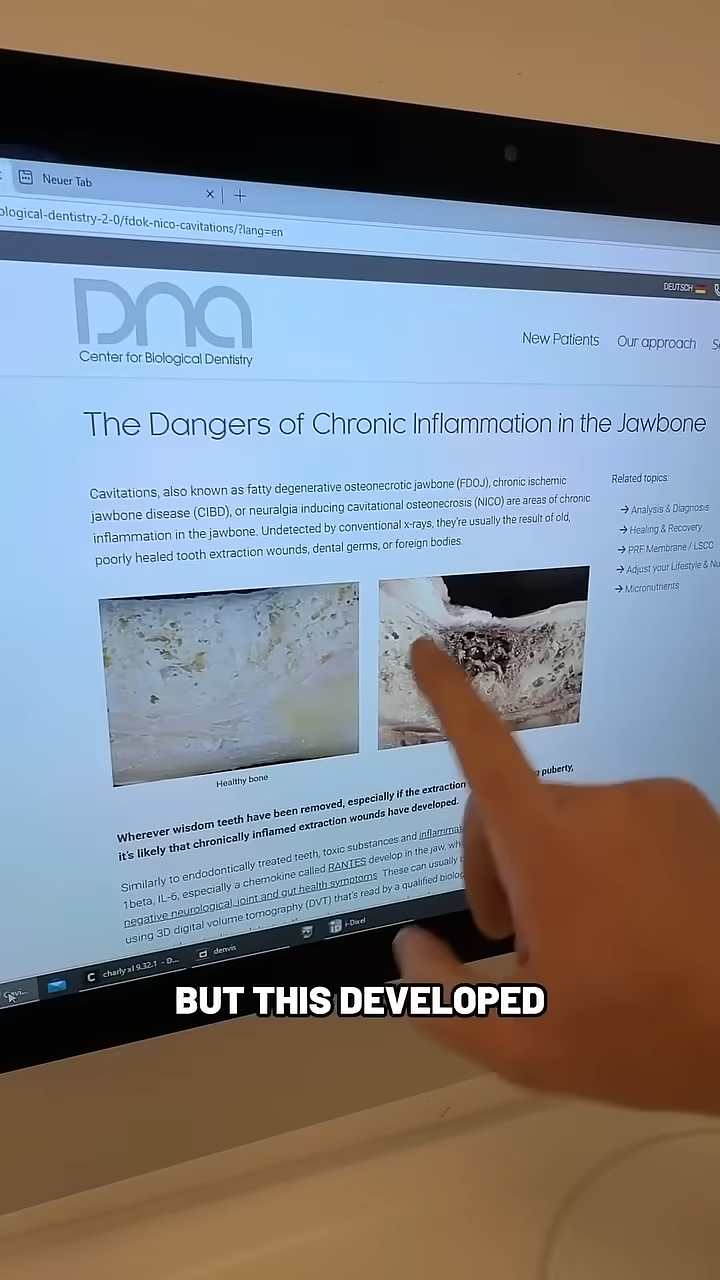 Neuer Tab
ological-dentistry-2-0/fdok-nico-cavitations/?lang=en
DEUTSCH
DNA
Center for Biological Dentistry
New Patients Our approach
The Dangers of Chronic Inflammation in the Jawbone
Cavitations, also known as fatty degenerative osteonecrotic jawbone (FDOJ), chronic ischemic
jawbone disease (CIBD), or neuralgia inducing cavitational osteonecrosis (NICO) are areas of chronic
inflammation in the jawbone. Undetected by conventional x-rays, they're usually the result of old,
poorly healed tooth extraction wounds, dental germs, or foreign bodies.
Related topics:
→ Analysis & Diagnosis
→ Healing & Recovery
→ PRF Membrane / LSCC
→ Adjust your Lifestyle & Nu
→ Micronutrients
Healthy bone
Wherever wisdom teeth have been removed, especially if the extraction puberty,
it's likely that chronically inflamed extraction wounds have developed.
Similarly to endodontically treated teeth, toxic substances and inflammat
1beta, IL-6, especially a chemokine called RANTES develop in the jaw, wh
negative neurological, joint and gut health symptoms. These can usually
using 3D digital volume tomography (DVT) that's read by a qualified biolog
Cavi...
charly xl 9.32.1 - D...
denvis
i-Dixel
BUT THIS DEVELOPED